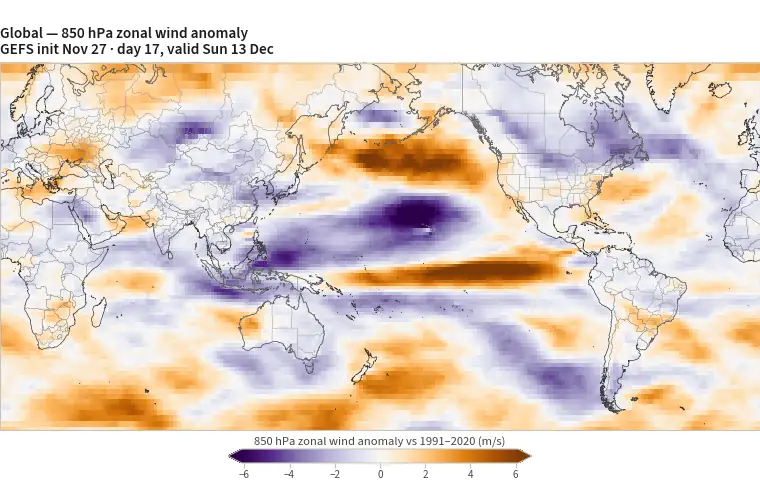 Global — 850 hPa zonal wind anomaly
GEFS init Nov 27 · day 17, valid Sun 13 Dec
850 hPa zonal wind anomaly vs 1991–2020 (m/s)
−6 −4 −2 0 2 4 6